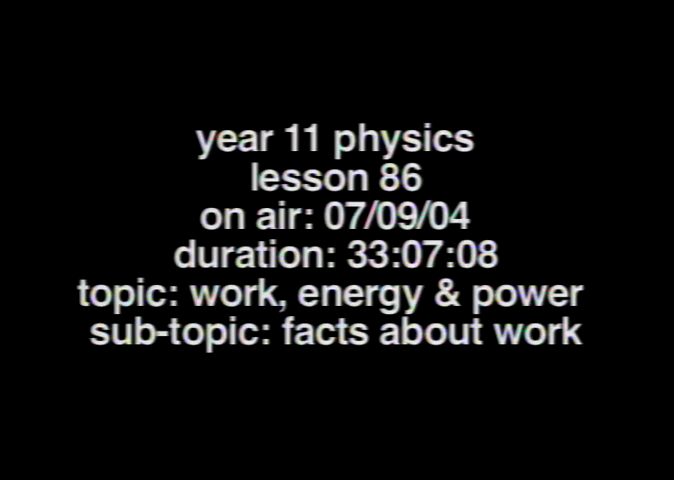 year 11 physics
lesson 86
on air: 07/09/04
duration: 33:07:08
topic: work, energy & power
sub-topic: facts about work